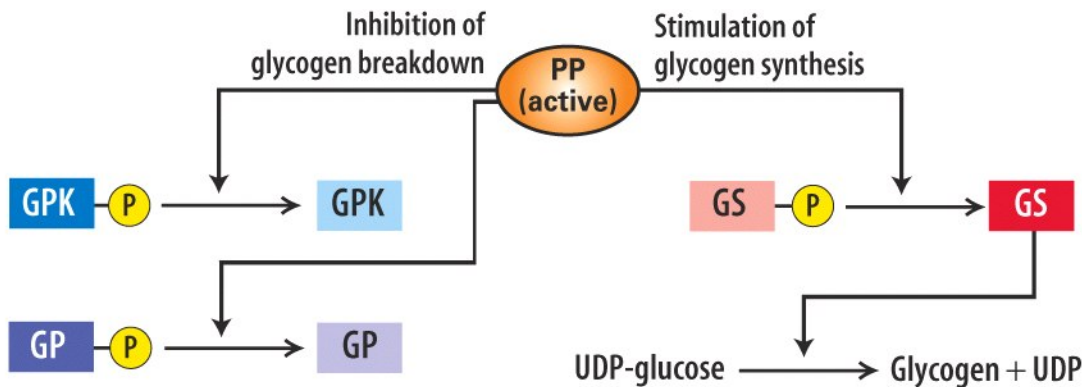 Inhibition of
glycogen breakdown
PP
(active)
Stimulation of
glycogen synthesis
GPK P GPK
GS P GS
GP P GP
UDP-glucose Glycogen + UDP